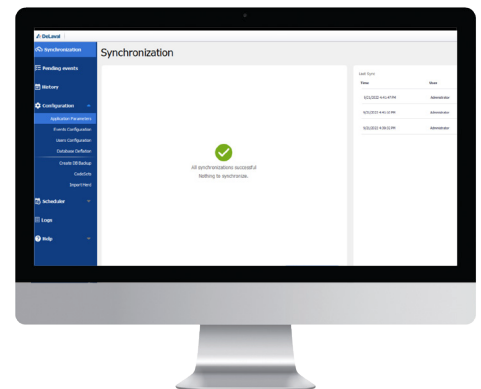 DeLaval
Synchronization
Pending events
History
Configuration
Application Parameters
Events Configuration
Users Configuration
Database Deflation
Create DB Backup
CodeSets
Import Herd
Scheduler
Logs
Help
Synchronization
All synchronizations successful
Nothing to synchronize.
Last Sync
Time User
Administrator
Administrator
Administrator